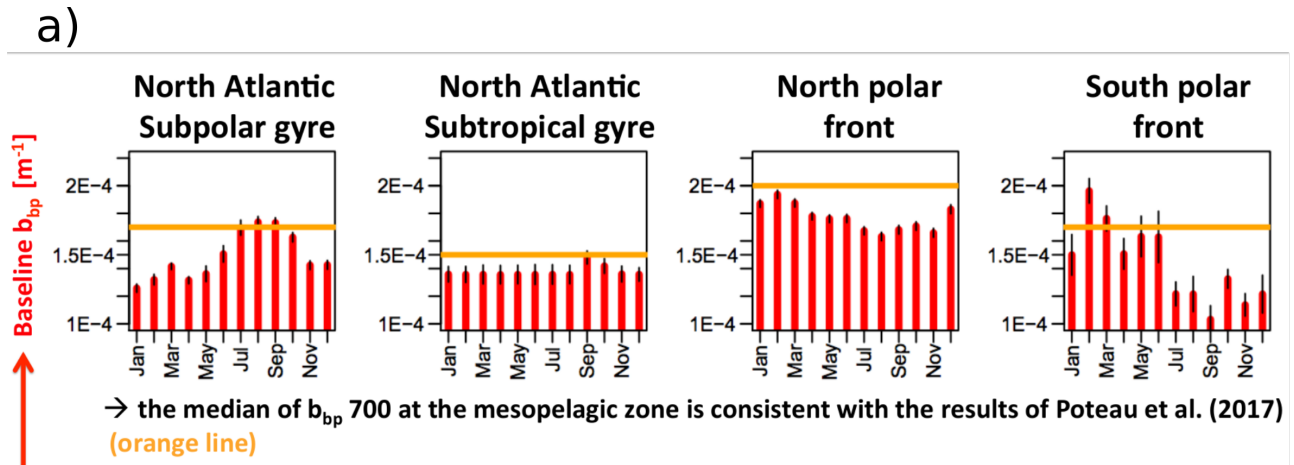 a)
North Atlantic Subpolar gyre
North Atlantic Subtropical gyre
North polar front
South polar front
Baseline b_bp [m⁻¹]
2E−4
1.5E−4
1E−4
Jan Mar May Jul Sep Nov
2E−4
1.5E−4
1E−4
Jan Mar May Jul Sep Nov
2E−4
1.5E−4
1E−4
Jan Mar May Jul Sep Nov
2E−4
1.5E−4
1E−4
Jan Mar May Jul Sep Nov
→ the median of b_bp 700 at the mesopelagic zone is consistent with the results of Poteau et al. (2017)
(orange line)